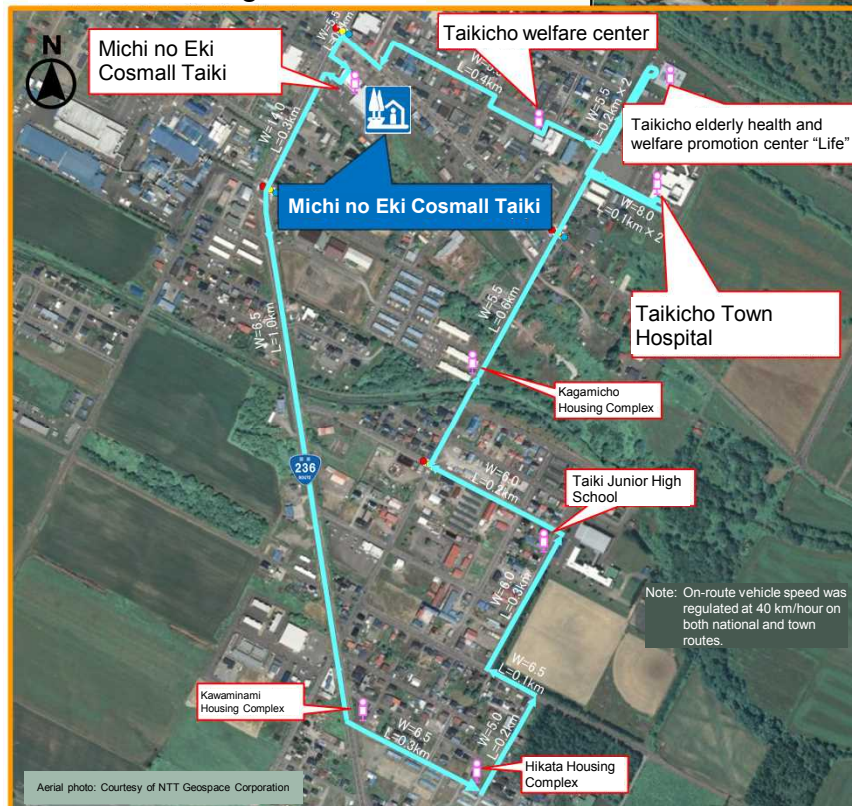 N
Michi no Eki
Cosmall Taiki
W=5.5
Taikicho welfare center
L=0.4km
W=5.5
L=0.2km × 2
Taikicho elderly health and
welfare promotion center “Life”
W=14.0
L=0.3km
Michi no Eki Cosmall Taiki
W=8.0
L=0.1km × 2
Taikicho Town
Hospital
W=5.5
L=0.6km
W=6.5
L=1.0km
Kagamicho
Housing Complex
236
ROUTE
W=6.0
L=0.2km
Taiki Junior High
School
W=6.0
L=0.3km
Note: On-route vehicle speed was
regulated at 40 km/hour on
both national and town
routes.
W=6.5
L=0.1km
Kawaminami
Housing Complex
W=6.5
L=0.3km
W=5.0
L=0.2km
Hikata Housing
Complex
Aerial photo: Courtesy of NTT Geospace Corporation